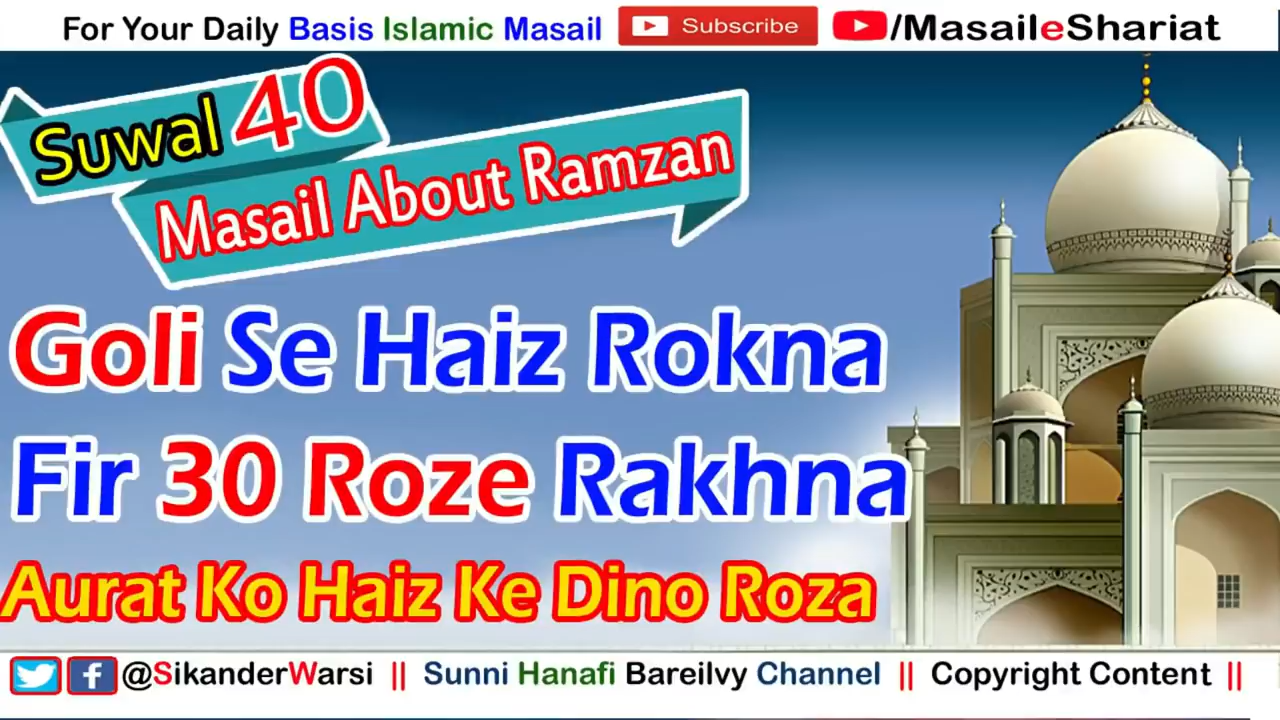 For Your Daily Basis Islamic Masail Subscribe /MasaileShariat
Suwal 40
Masail About Ramzan
Goli Se Haiz Rokna
Fir 30 Roze Rakhna
Aurat Ko Haiz Ke Dino Roza
@SikanderWarsi || Sunni Hanafi Bareilvy Channel || Copyright Content ||